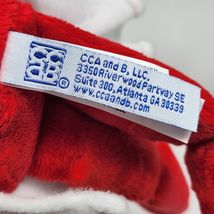 CCA and B, LLC.
3350 Riverwood Parkway SE
Suite 300, Atlanta GA 30339
www.ccaandb.com